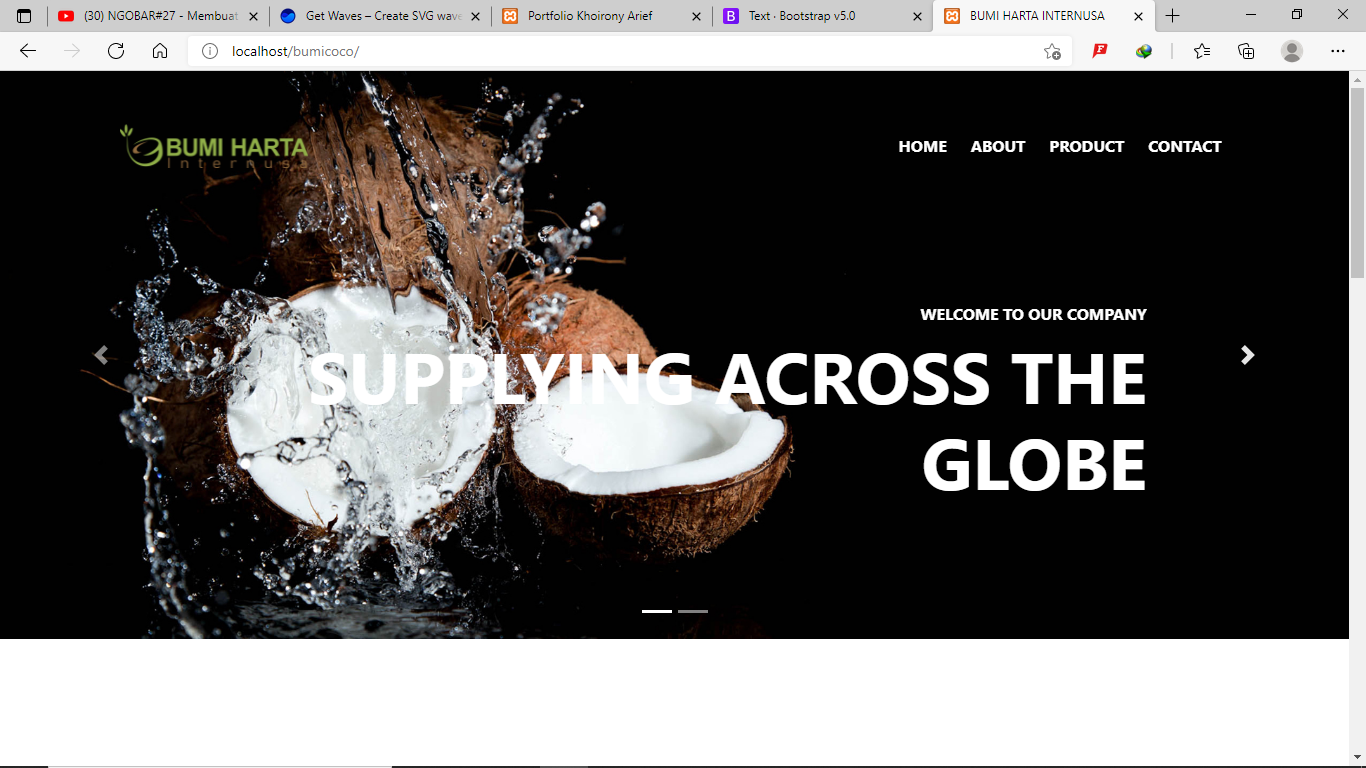 (30) NGOBAR#27 - Membuat
Get Waves – Create SVG wave
Portfolio Khoirony Arief
Text · Bootstrap v5.0
BUMI HARTA INTERNUSA
localhost/bumicoco/
BUMI HARTA
Internusa
HOME ABOUT PRODUCT CONTACT
WELCOME TO OUR COMPANY
SUPPLYING ACROSS THE
GLOBE